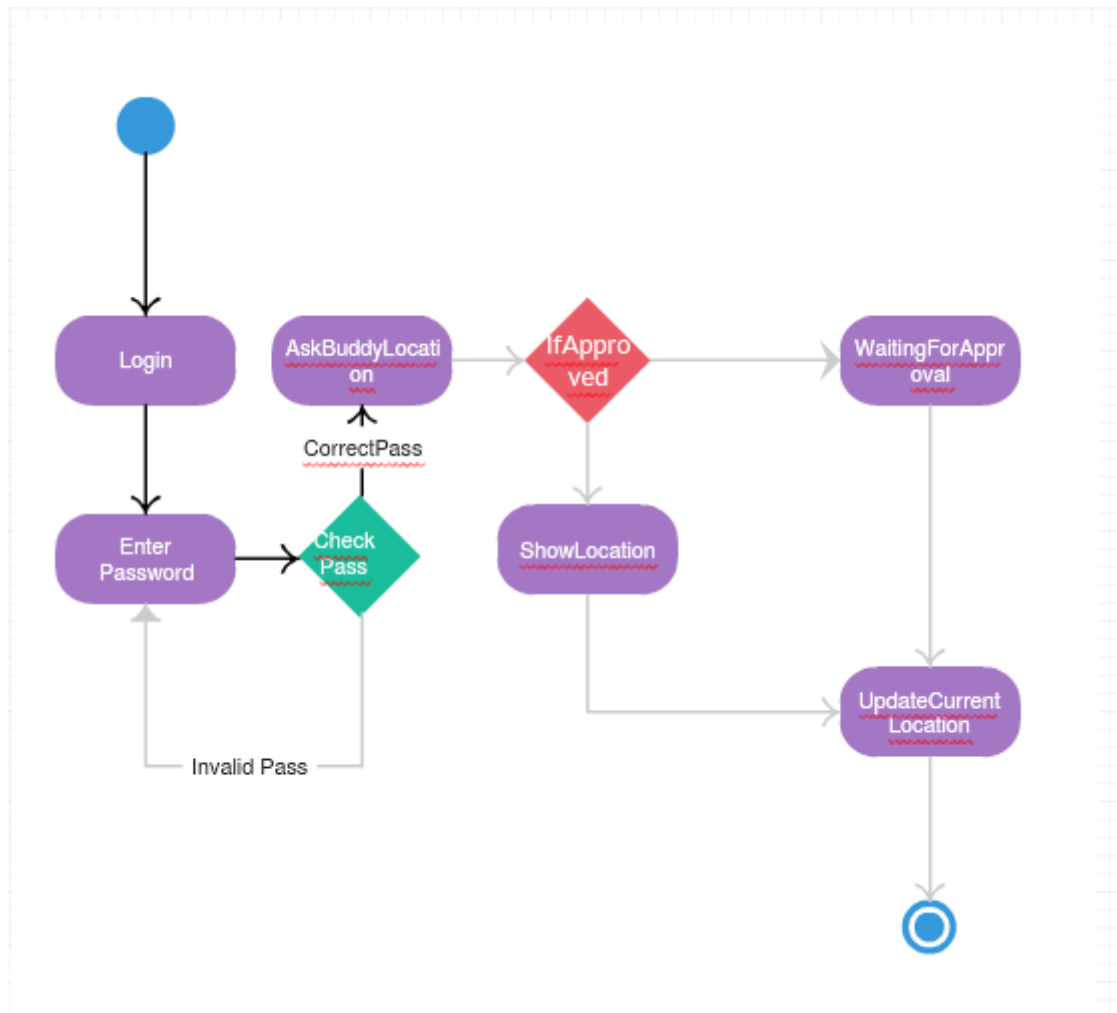 Login
AskBuddyLocati
on
IfAppro
ved
WaitingForAppr
oval
CorrectPass
Enter
Password
Check
Pass
ShowLocation
UpdateCurrent
Location
Invalid Pass